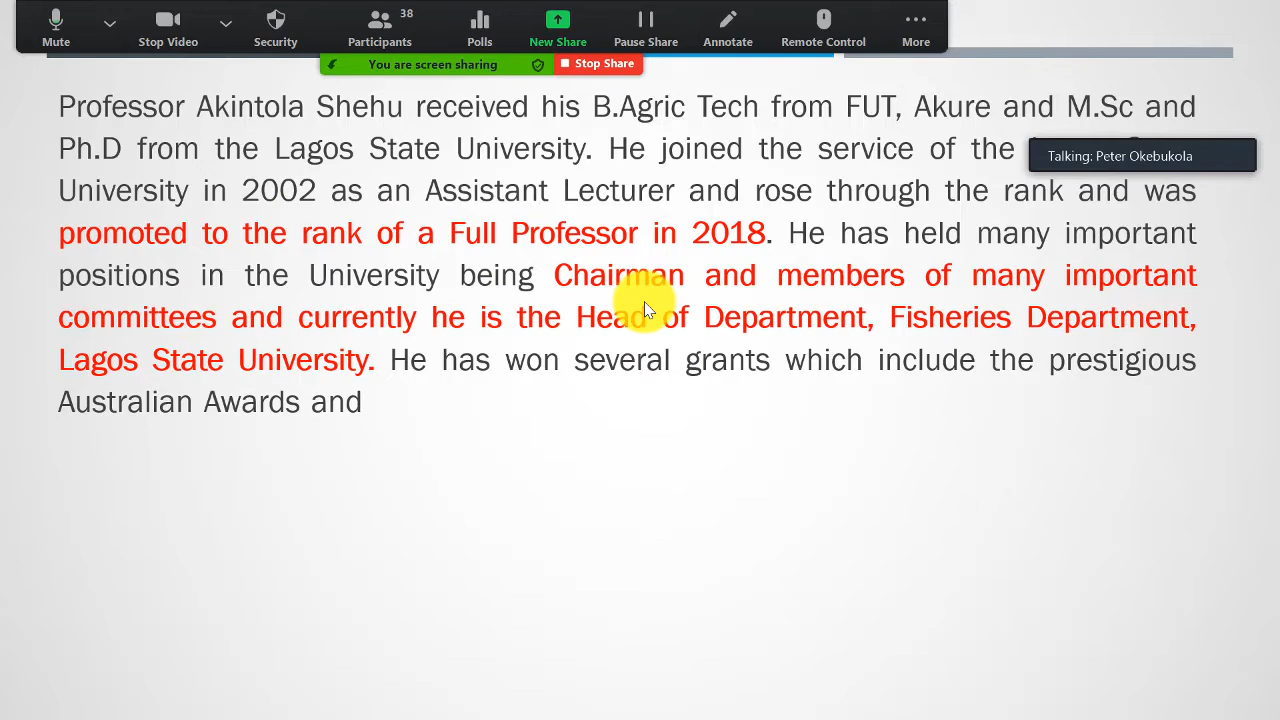 38
Mute Stop Video Security Participants Polls New Share Pause Share Annotate Remote Control More
You are screen sharing Stop Share
Professor Akintola Shehu received his B.Agric Tech from FUT, Akure and M.Sc and
Ph.D from the Lagos State University. He joined the service of the
Talking: Peter Okebukola
University in 2002 as an Assistant Lecturer and rose through the rank and was
promoted to the rank of a Full Professor in 2018. He has held many important
positions in the University being Chairman and members of many important
committees and currently he is the Head of Department, Fisheries Department,
Lagos State University. He has won several grants which include the prestigious
Australian Awards and